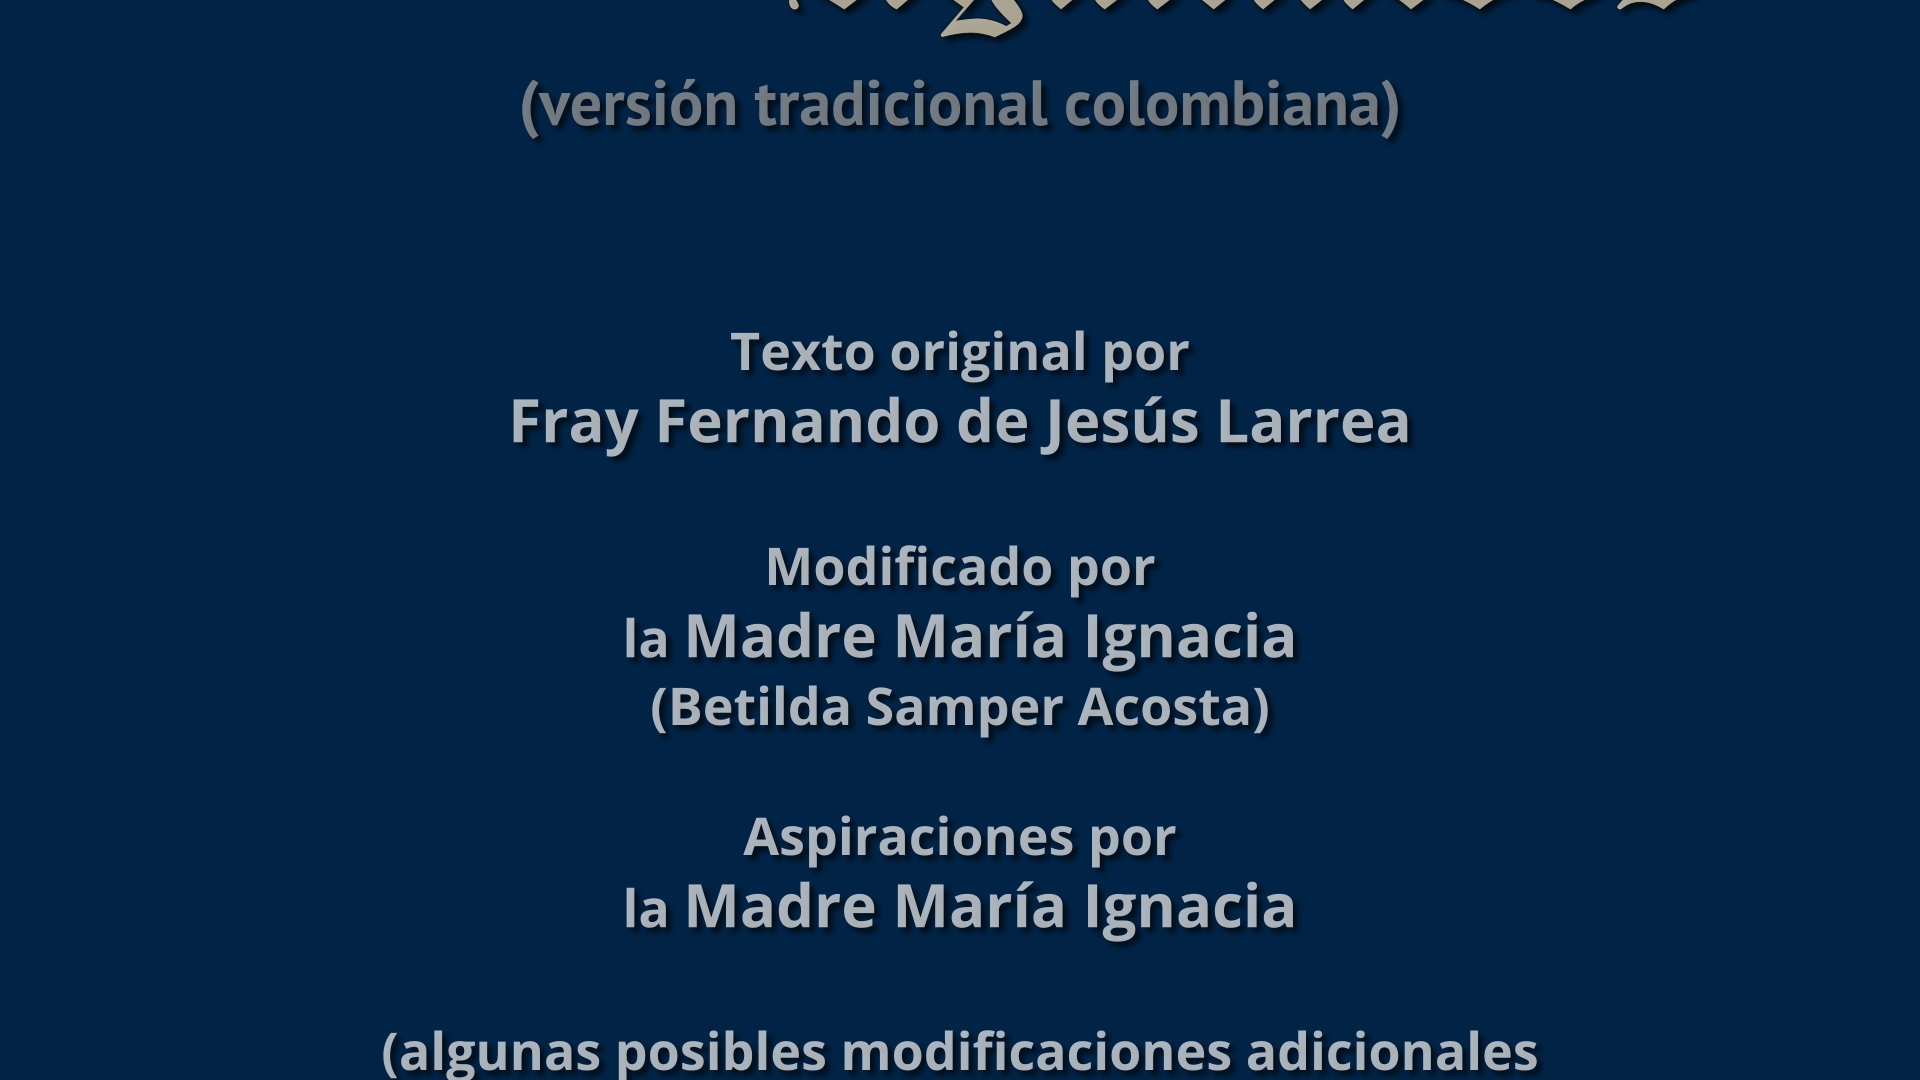 (versión tradicional colombiana)
Texto original por
Fray Fernando de Jesús Larrea
Modificado por
la Madre María Ignacia
(Betilda Samper Acosta)
Aspiraciones por
la Madre María Ignacia
(algunas posibles modificaciones adicionales